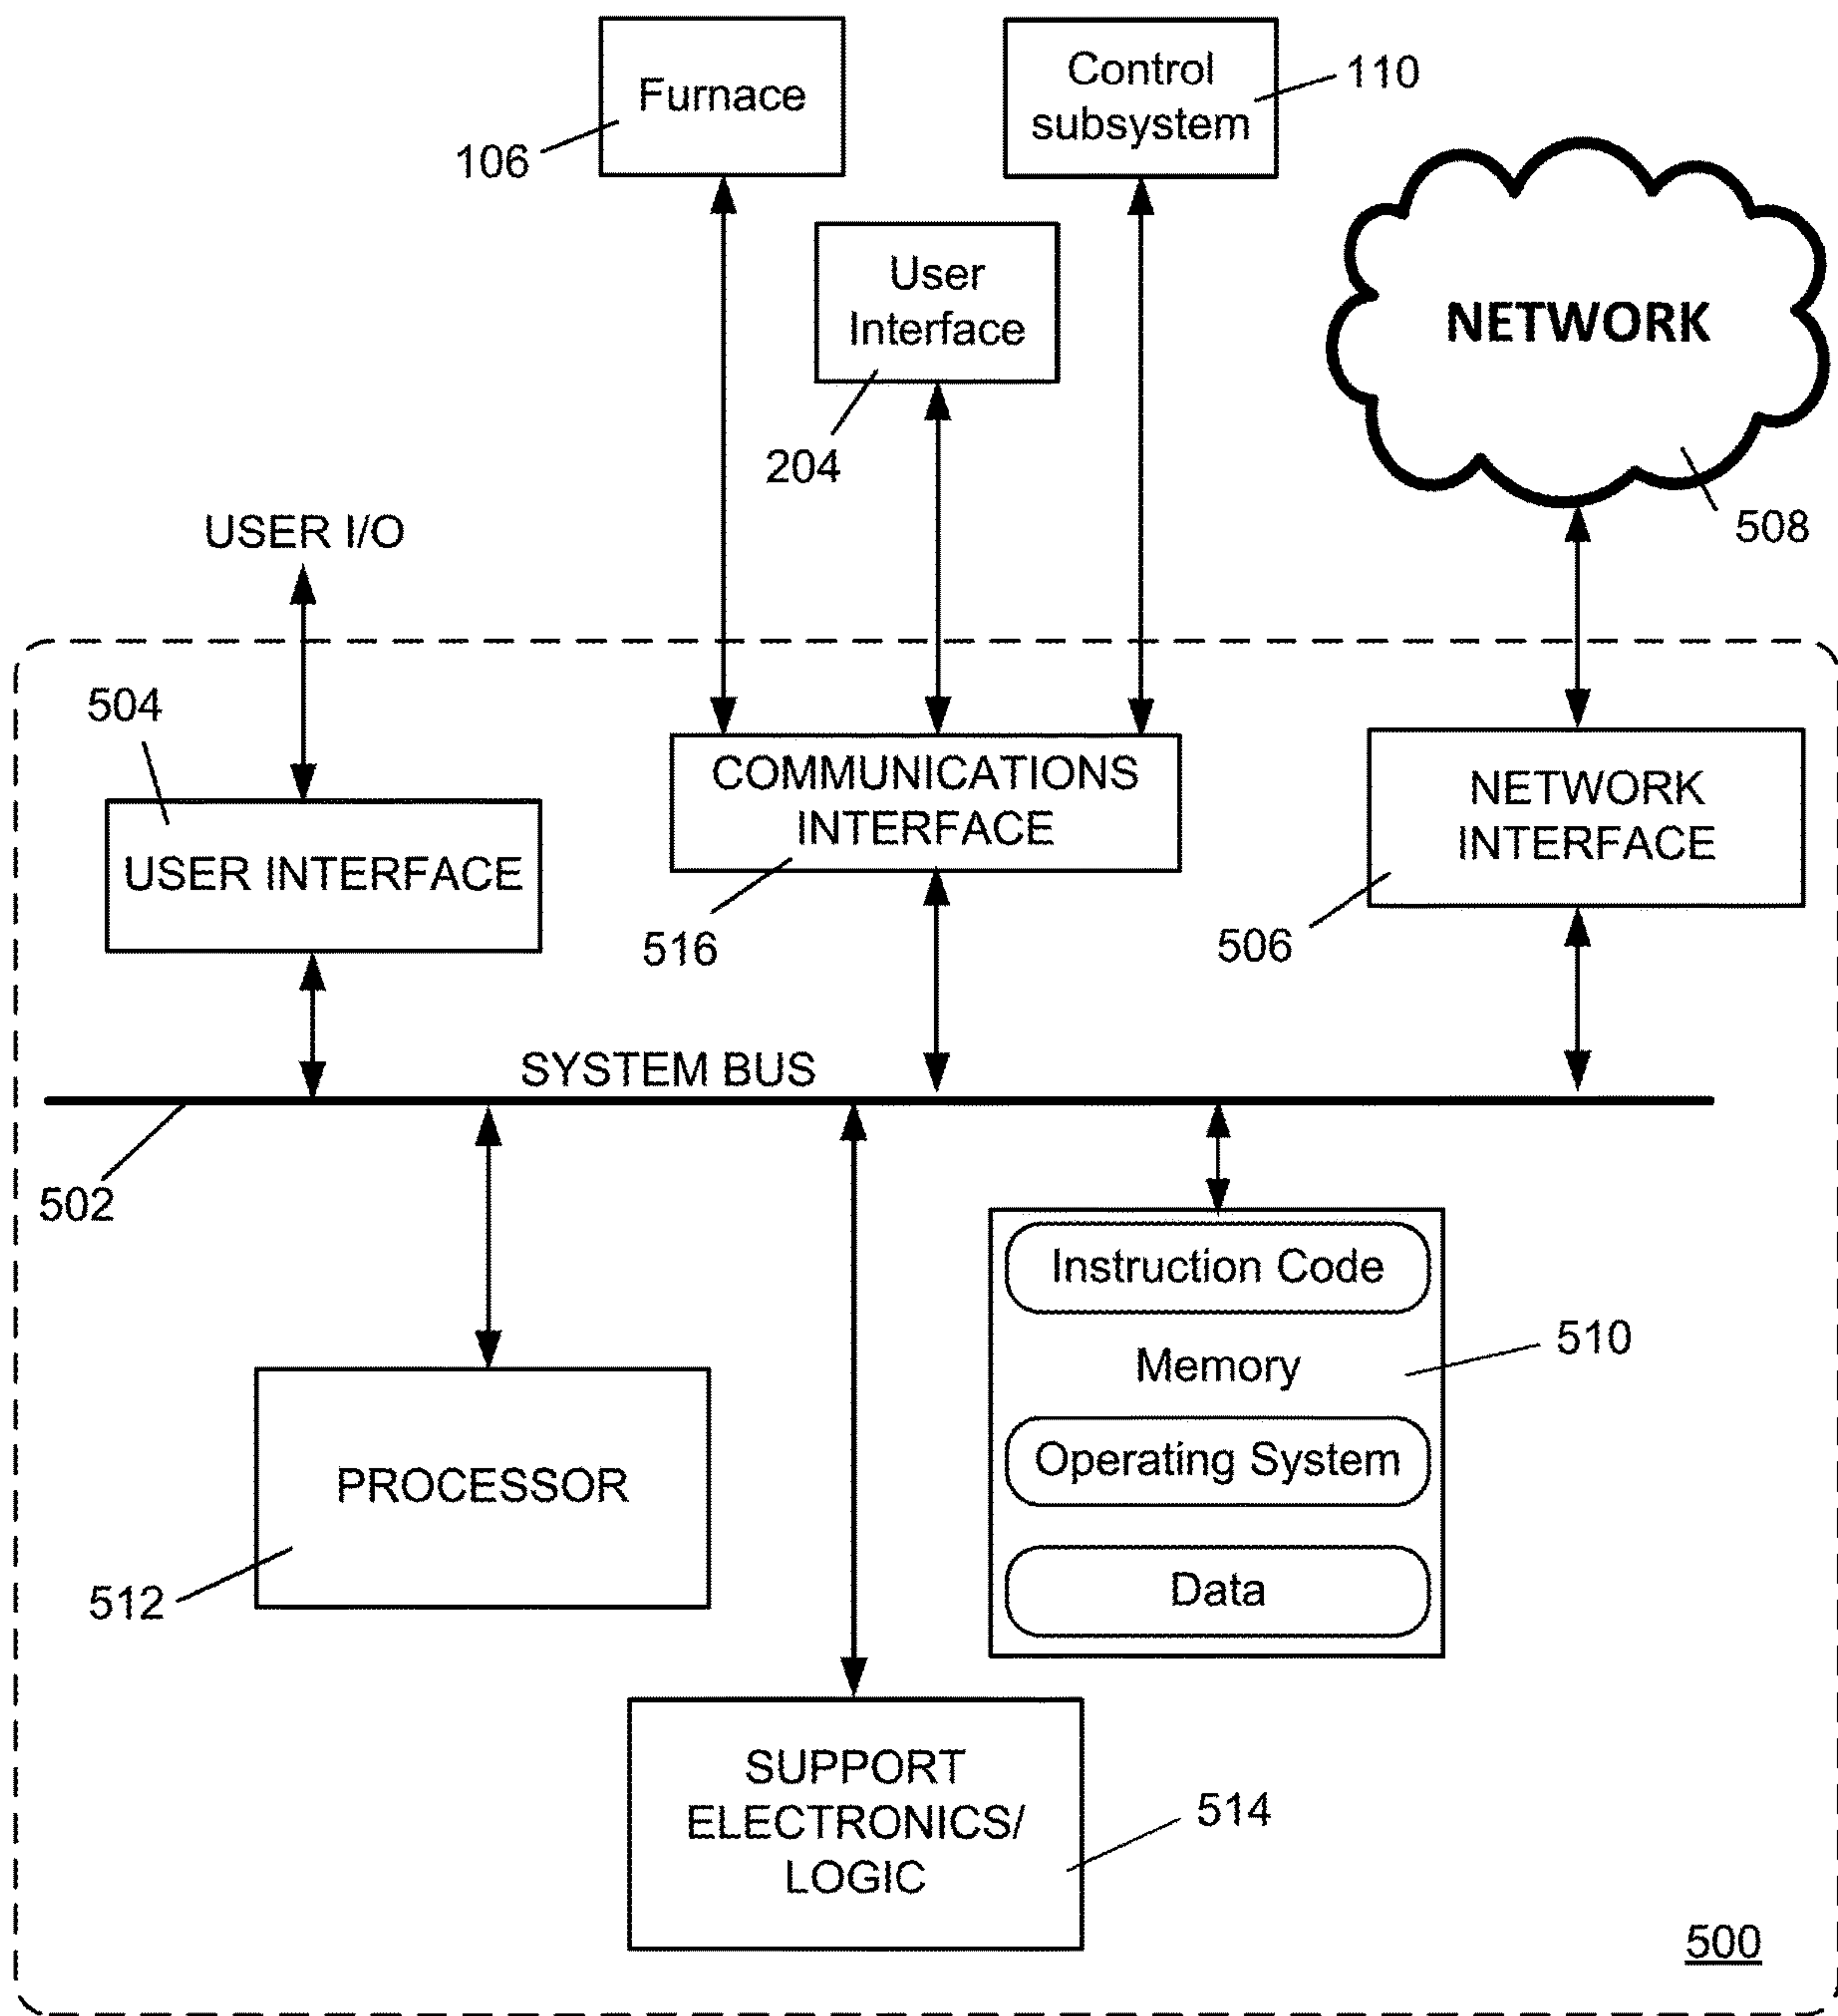 Furnace
106
Control
subsystem
110
User
Interface
204
NETWORK
508
USER I/O
504
USER INTERFACE
COMMUNICATIONS
INTERFACE
516
NETWORK
INTERFACE
506
SYSTEM BUS
502
PROCESSOR
512
Instruction Code
Memory
Operating System
Data
510
SUPPORT
ELECTRONICS/
LOGIC
514
500